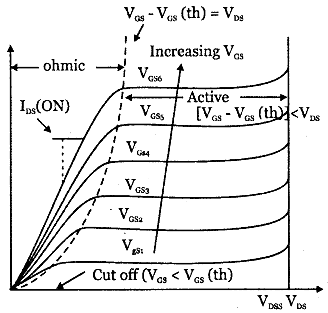 V_GS - V_GS (th) = V_DS
Increasing V_GS
ohmic
V_GS6
Active
I_DS(ON)
V_GS5
[V_GS - V_GS (th)] < V_DS
V_GS4
V_GS3
V_GS2
V_gS1
Cut off (V_GS < V_GS (th)
V_DSS V_DS